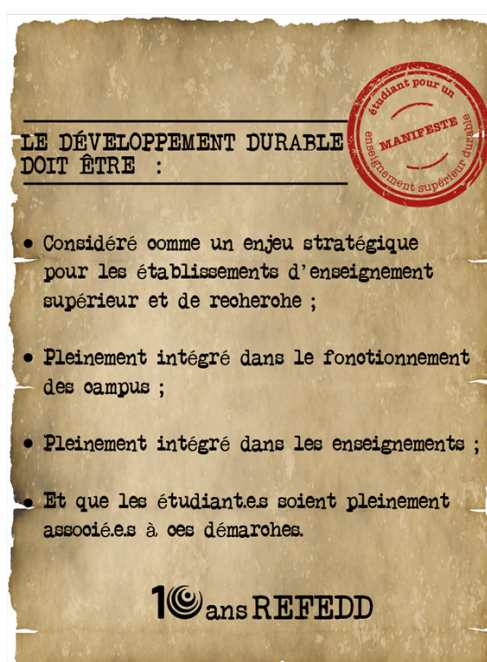 étudiant pour un
MANIFESTE
enseignement supérieur durable
LE DÉVELOPPEMENT DURABLE
DOIT ÊTRE :
• Considéré comme un enjeu stratégique
pour les établissements d'enseignement
supérieur et de recherche ;
• Pleinement intégré dans le fonctionnement
des campus ;
• Pleinement intégré dans les enseignements ;
• Et que les étudiant.e.s soient pleinement
associé.e.s à ces démarches.
10 ans REFEDD